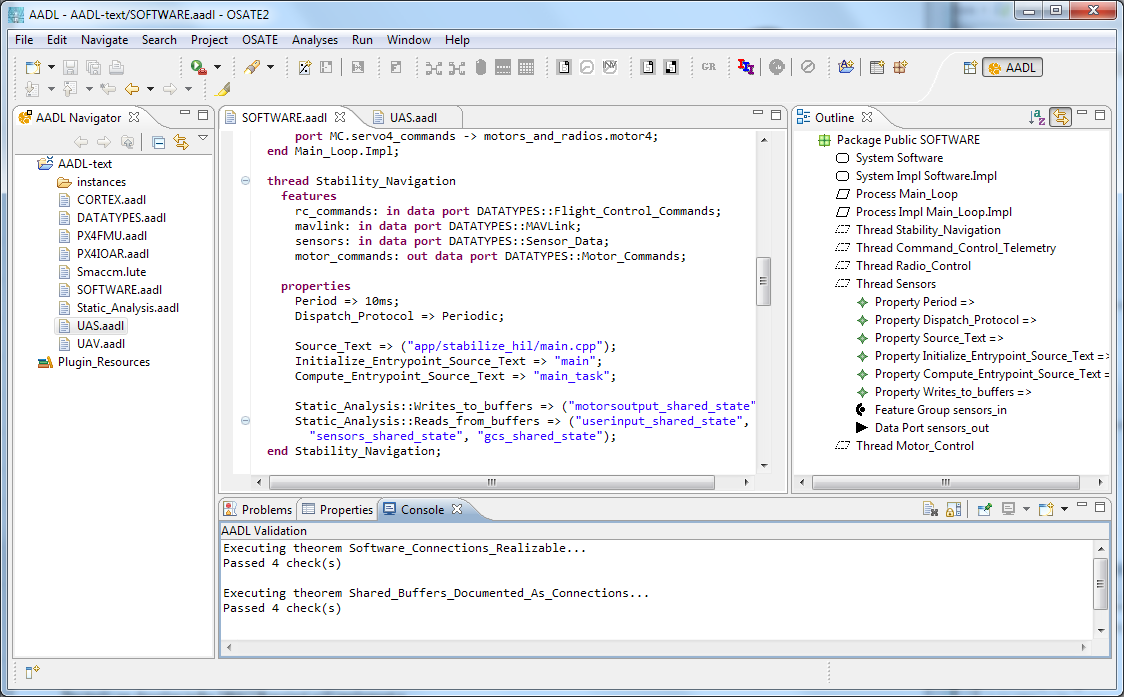 AADL - AADL-text/SOFTWARE.aadl - OSATE2
File Edit Navigate Search Project OSATE Analyses Run Window Help
GR
AADL
AADL Navigator
AADL-text
instances
CORTEX.aadl
DATATYPES.aadl
PX4FMU.aadl
PX4IOAR.aadl
Smaccm.lute
SOFTWARE.aadl
Static_Analysis.aadl
UAS.aadl
UAV.aadl
Plugin_Resources
SOFTWARE.aadl UAS.aadl
port MC.servo4_commands -> motors_and_radios.motor4;
end Main_Loop.Impl;
thread Stability_Navigation
features
rc_commands: in data port DATATYPES::Flight_Control_Commands;
mavlink: in data port DATATYPES::MAVLink;
sensors: in data port DATATYPES::Sensor_Data;
motor_commands: out data port DATATYPES::Motor_Commands;
properties
Period => 10ms;
Dispatch_Protocol => Periodic;
Source_Text => ("app/stabilize_hil/main.cpp");
Initialize_Entrypoint_Source_Text => "main";
Compute_Entrypoint_Source_Text => "main_task";
Static_Analysis::Writes_to_buffers => ("motorsoutput_shared_state"
Static_Analysis::Reads_from_buffers => ("userinput_shared_state",
"sensors_shared_state", "gcs_shared_state");
end Stability_Navigation;
Outline
Package Public SOFTWARE
System Software
System Impl Software.Impl
Process Main_Loop
Process Impl Main_Loop.Impl
Thread Stability_Navigation
Thread Command_Control_Telemetry
Thread Radio_Control
Thread Sensors
Property Period =>
Property Dispatch_Protocol =>
Property Source_Text =>
Property Initialize_Entrypoint_Source_Text =>
Property Compute_Entrypoint_Source_Text =
Property Writes_to_buffers =>
Feature Group sensors_in
Data Port sensors_out
Thread Motor_Control
Problems Properties Console
AADL Validation
Executing theorem Software_Connections_Realizable...
Passed 4 check(s)
Executing theorem Shared_Buffers_Documented_As_Connections...
Passed 4 check(s)